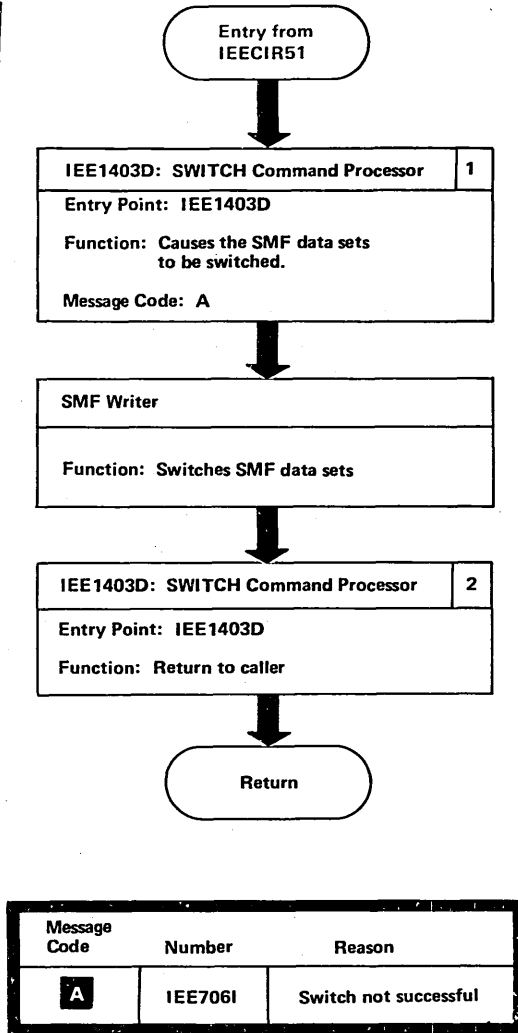 Entry from
IEECIR51
IEE1403D: SWITCH Command Processor 1
Entry Point: IEE1403D
Function: Causes the SMF data sets
to be switched.
Message Code: A
SMF Writer
Function: Switches SMF data sets
IEE1403D: SWITCH Command Processor 2
Entry Point: IEE1403D
Function: Return to caller
Return
Message
Code Number Reason
A IEE706I Switch not successful